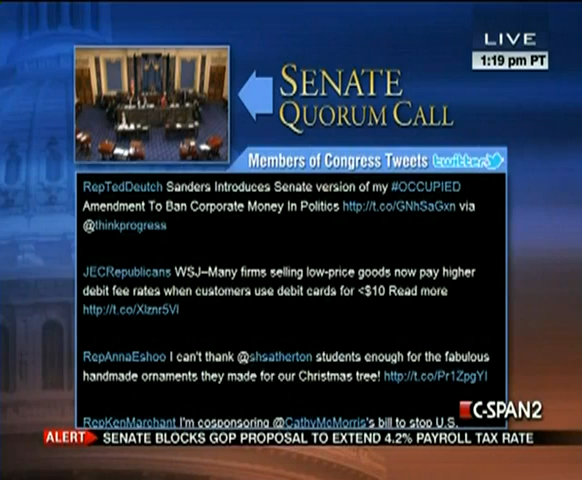 LIVE
1:19 pm PT
SENATE
QUORUM CALL
Members of Congress Tweets twitter
RepTedDeutch Sanders Introduces Senate version of my #OCCUPIED
Amendment To Ban Corporate Money In Politics http://t.co/GNhSaGxn via
@thinkprogress
JECRepublicans WSJ–Many firms selling low-price goods now pay higher
debit fee rates when customers use debit cards for <$10 Read more
http://t.co/Xlznr5Vl
RepAnnaEshoo I can't thank @shsatherton students enough for the fabulous
handmade ornaments they made for our Christmas tree! http://t.co/Pr1ZpgYI
RepKenMarchant I'm cosponsoring @CathyMcMorris's bill to stop U.S.
C-SPAN2
ALERT SENATE BLOCKS GOP PROPOSAL TO EXTEND 4.2% PAYROLL TAX RATE